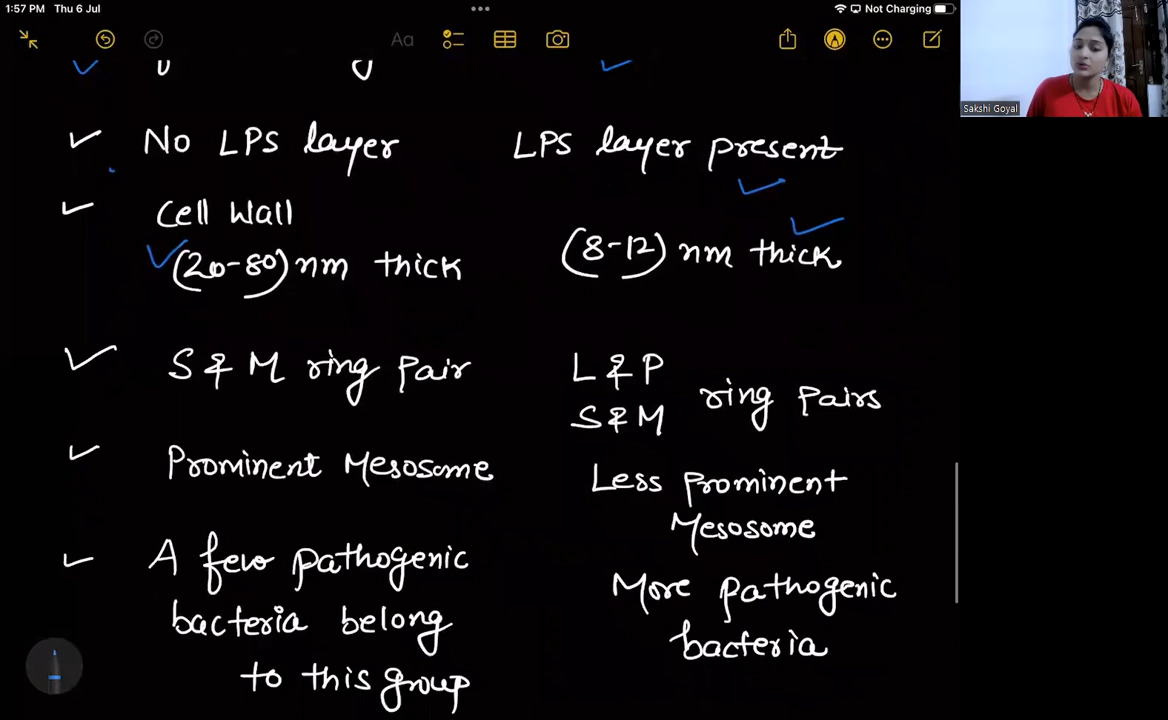 1:57 PM Thu 6 Jul
Not Charging
Aa
Sakshi Goyal
No LPS layer LPS layer present
Cell Wall
(20-80) nm thick (8-12) nm thick
S & M ring pair L & P
S & M ring pairs
Prominent Mesosome Less prominent
Mesosome
A few pathogenic More pathogenic
bacteria belong bacteria
to this group